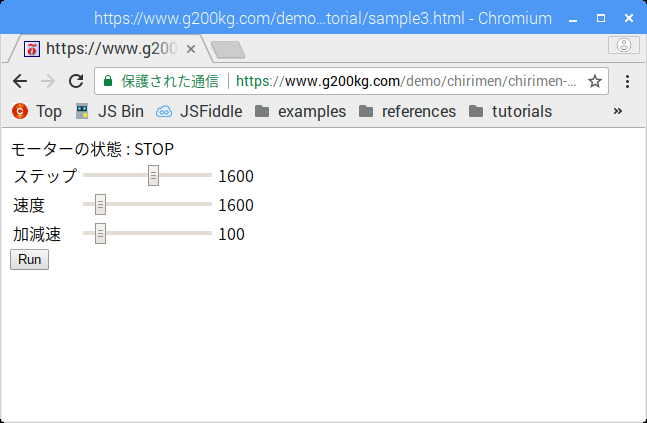 https://www.g200kg.com/demo...torial/sample3.html - Chromium
https://www.g200
保護された通信 https://www.g200kg.com/demo/chirimen/chirimen-...
Top JS Bin JSFiddle examples references tutorials »
モーターの状態 : STOP
ステップ 1600
速度 1600
加減速 100
Run